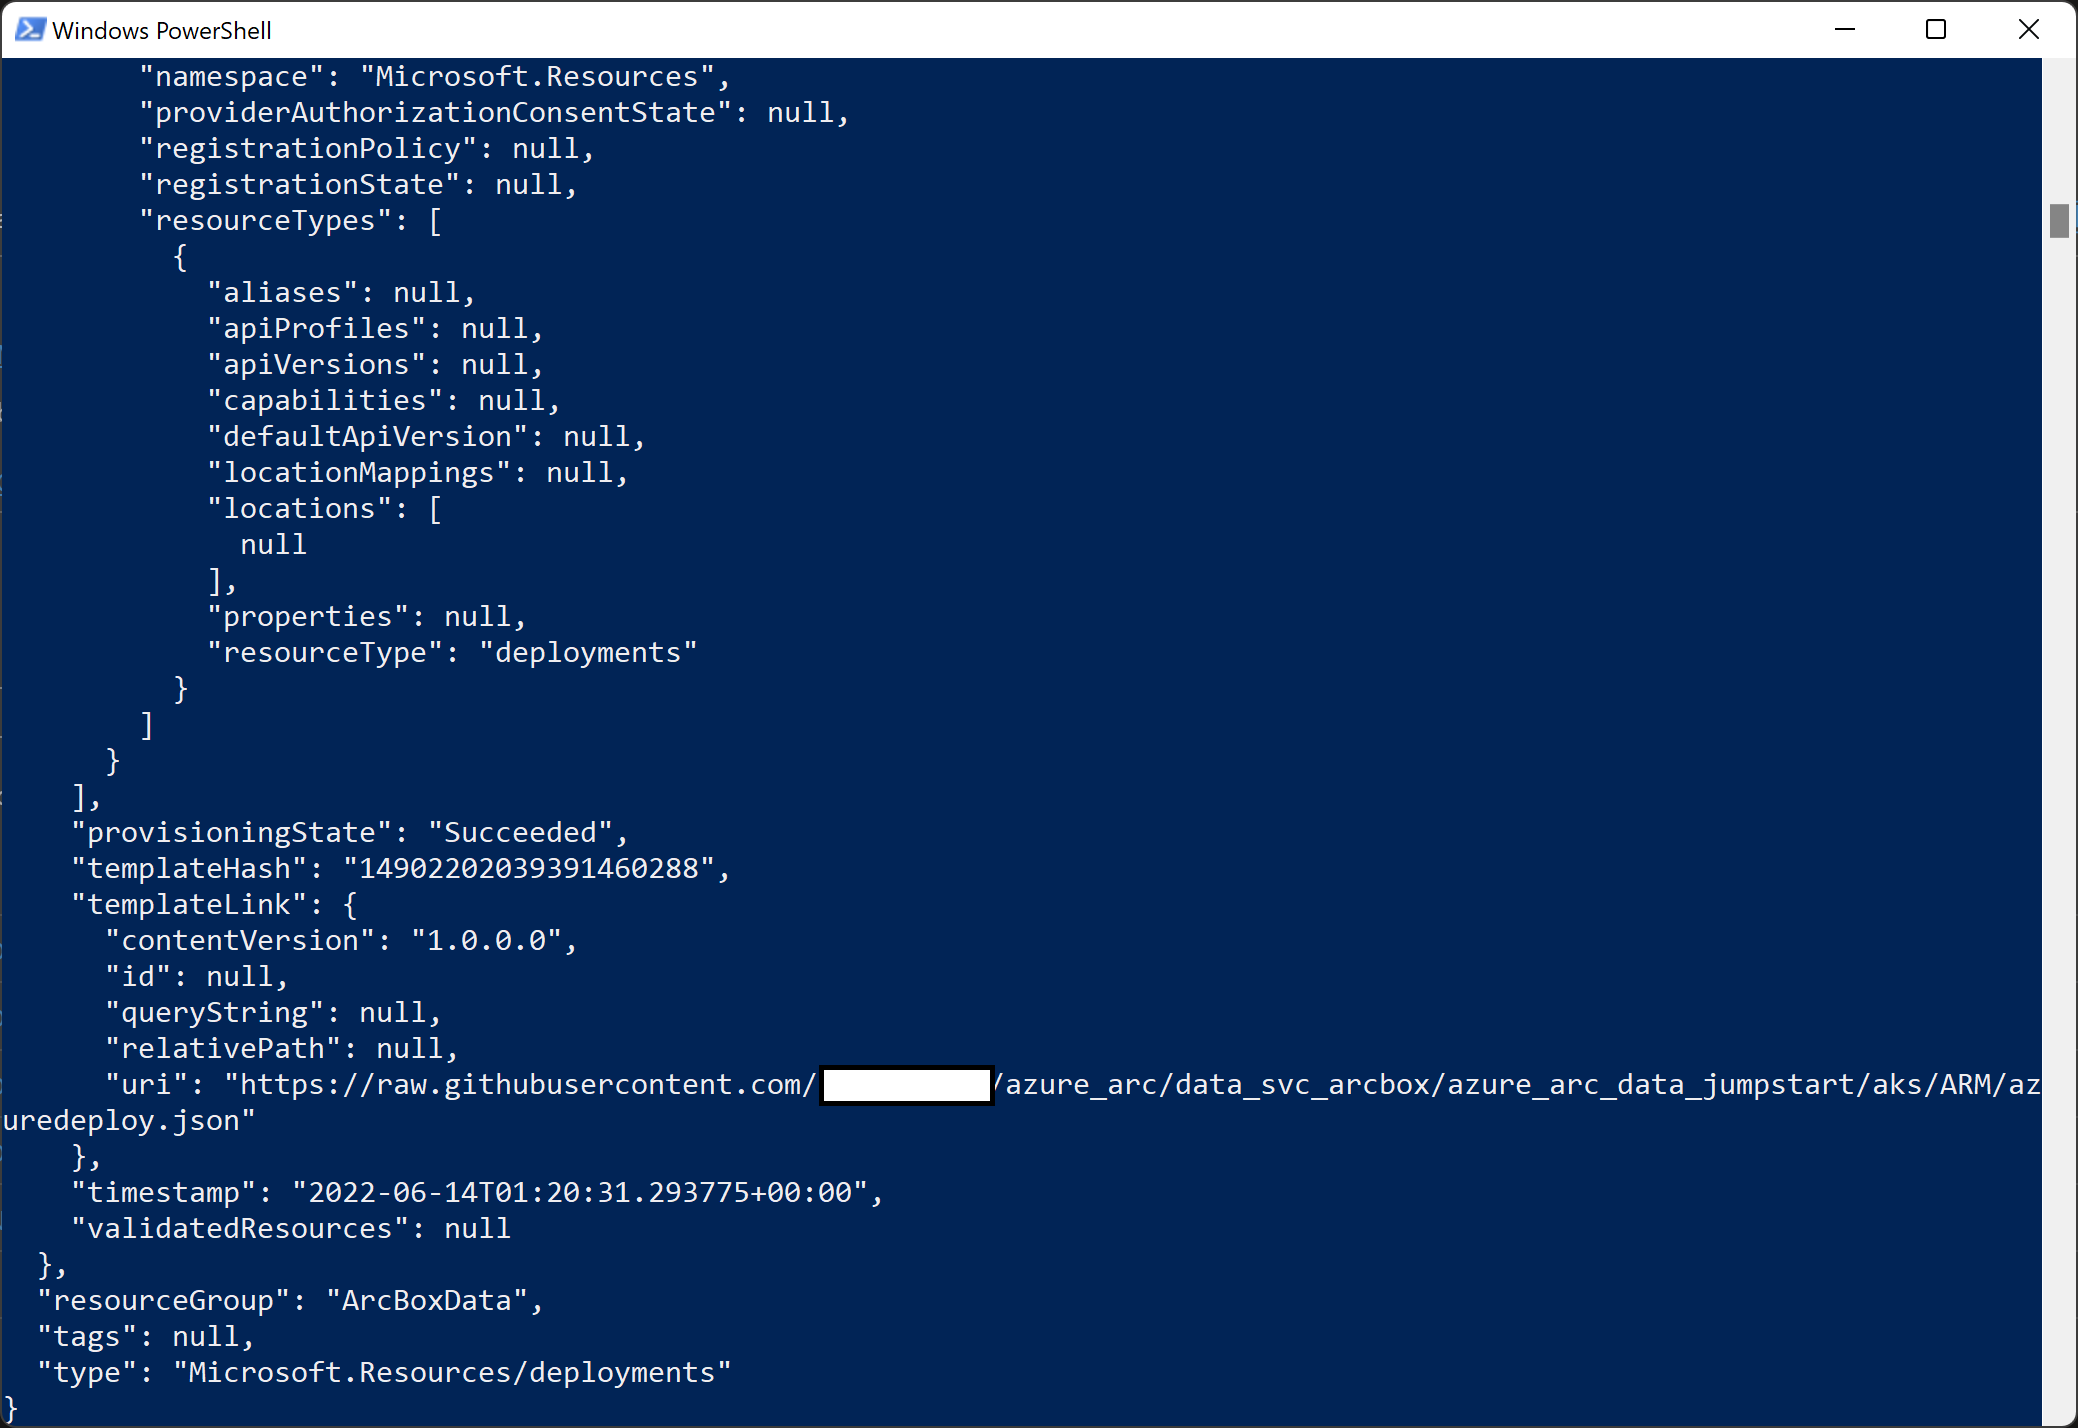 Windows PowerShell
"namespace": "Microsoft.Resources",
"providerAuthorizationConsentState": null,
"registrationPolicy": null,
"registrationState": null,
"resourceTypes": [
{
"aliases": null,
"apiProfiles": null,
"apiVersions": null,
"capabilities": null,
"defaultApiVersion": null,
"locationMappings": null,
"locations": [
null
],
"properties": null,
"resourceType": "deployments"
}
]
}
],
"provisioningState": "Succeeded",
"templateHash": "14902202039391460288",
"templateLink": {
"contentVersion": "1.0.0.0",
"id": null,
"queryString": null,
"relativePath": null,
"uri": "https://raw.githubusercontent.com/ /azure_arc/data_svc_arcbox/azure_arc_data_jumpstart/aks/ARM/az
uredeploy.json"
},
"timestamp": "2022-06-14T01:20:31.293775+00:00",
"validatedResources": null
},
"resourceGroup": "ArcBoxData",
"tags": null,
"type": "Microsoft.Resources/deployments"
}